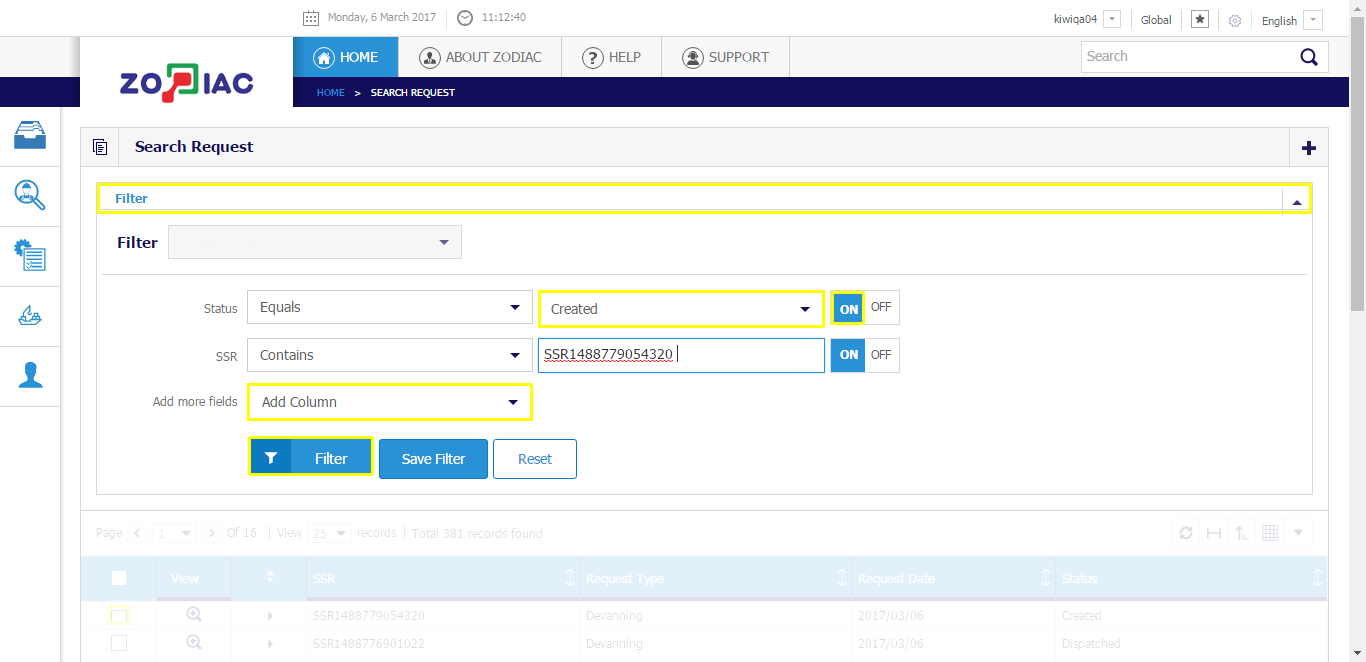 Monday, 6 March 2017 11:12:40 kiwiqa04 Global English
ZODIAC
HOME ABOUT ZODIAC HELP SUPPORT Search
HOME > SEARCH REQUEST
Search Request
Filter
Filter
Status Equals Created ON OFF
SSR Contains SSR1488779054320 ON OFF
Add more fields Add Column
Filter Save Filter Reset
Page 1 Of 16 View 25 records Total 381 records found
View SSR Request Type Request Date Status
SSR1488779054320 Devanning 2017/03/06 Created
SSR1488776901022 Devanning 2017/03/06 Dispatched